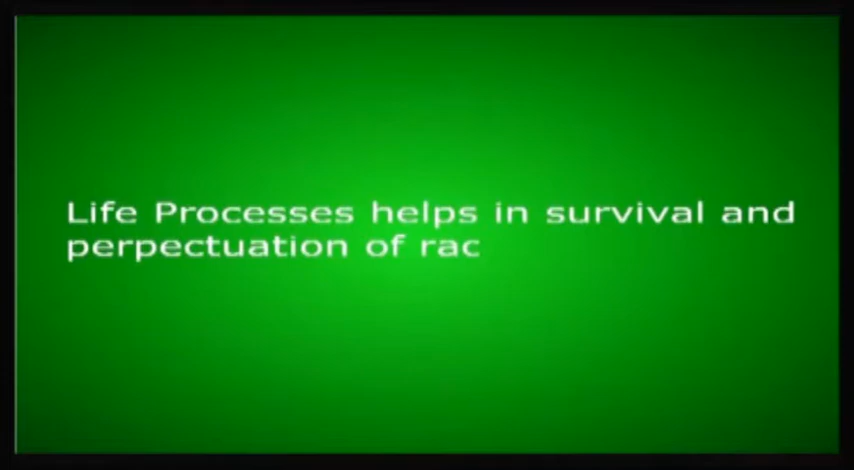 Life Processes helps in survival and
perpectuation of rac